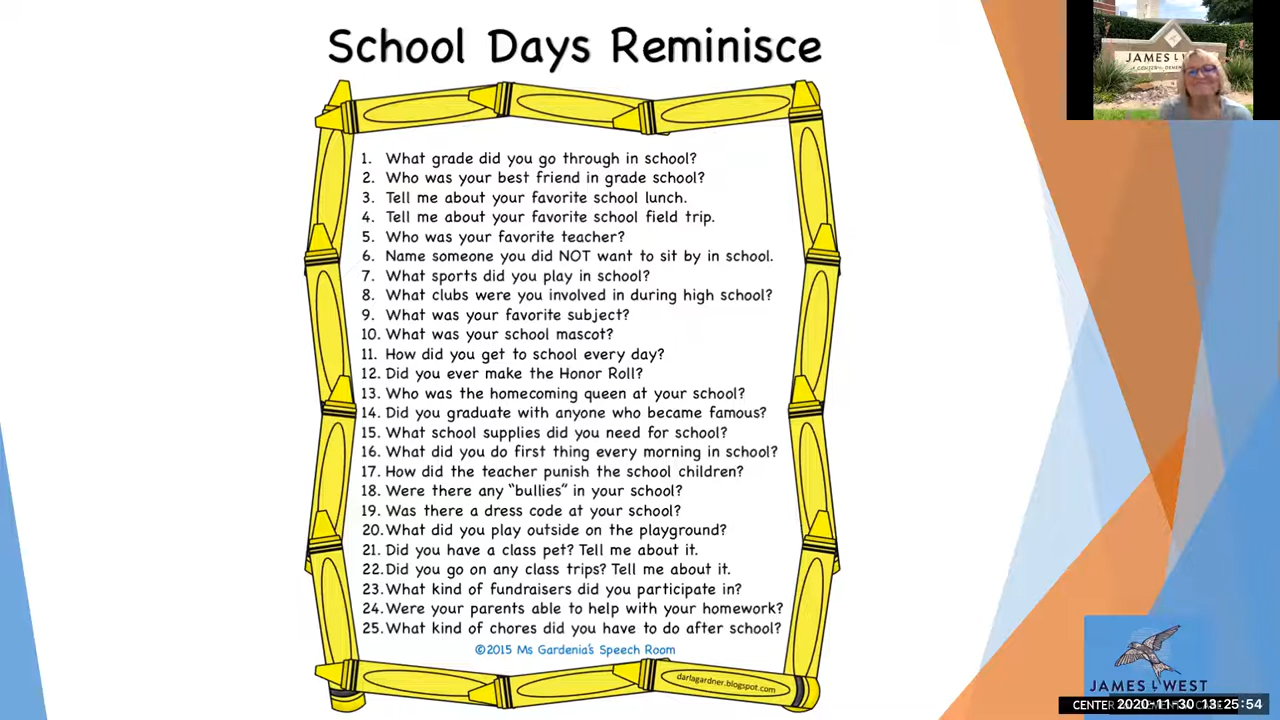 School Days Reminisce
JAMES L W
A CENTER for DEMEN
1. What grade did you go through in school?
2. Who was your best friend in grade school?
3. Tell me about your favorite school lunch.
4. Tell me about your favorite school field trip.
5. Who was your favorite teacher?
6. Name someone you did NOT want to sit by in school.
7. What sports did you play in school?
8. What clubs were you involved in during high school?
9. What was your favorite subject?
10. What was your school mascot?
11. How did you get to school every day?
12. Did you ever make the Honor Roll?
13. Who was the homecoming queen at your school?
14. Did you graduate with anyone who became famous?
15. What school supplies did you need for school?
16. What did you do first thing every morning in school?
17. How did the teacher punish the school children?
18. Were there any “bullies” in your school?
19. Was there a dress code at your school?
20. What did you play outside on the playground?
21. Did you have a class pet? Tell me about it.
22. Did you go on any class trips? Tell me about it.
23. What kind of fundraisers did you participate in?
24. Were your parents able to help with your homework?
25. What kind of chores did you have to do after school?
©2015 Ms Gardenia's Speech Room
darlagardner.blogspot.com
JAMES L WEST
CENTER
2020-11-30 13:25:54